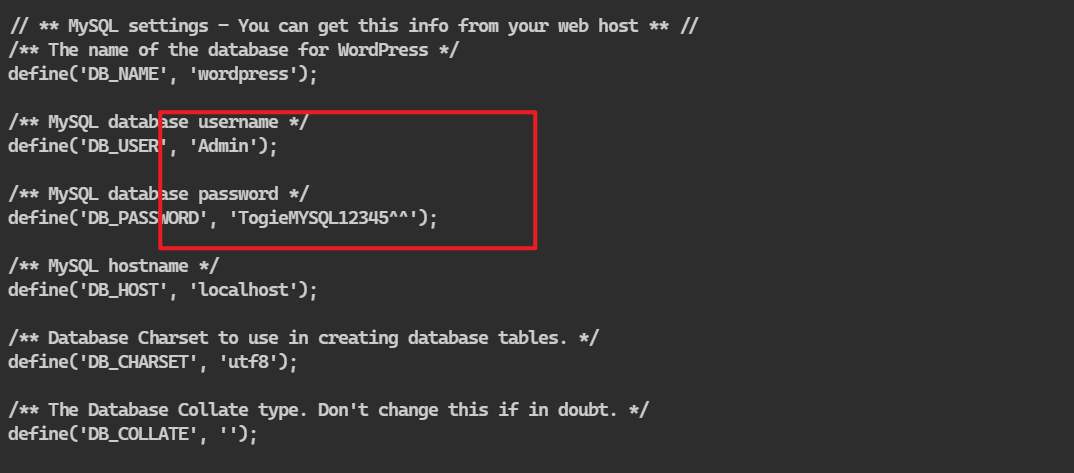 // ** MySQL settings – You can get this info from your web host ** //
/** The name of the database for WordPress */
define('DB_NAME', 'wordpress');
/** MySQL database username */
define('DB_USER', 'Admin');
/** MySQL database password */
define('DB_PASSWORD', 'TogieMYSQL12345^^');
/** MySQL hostname */
define('DB_HOST', 'localhost');
/** Database Charset to use in creating database tables. */
define('DB_CHARSET', 'utf8');
/** The Database Collate type. Don't change this if in doubt. */
define('DB_COLLATE', '');